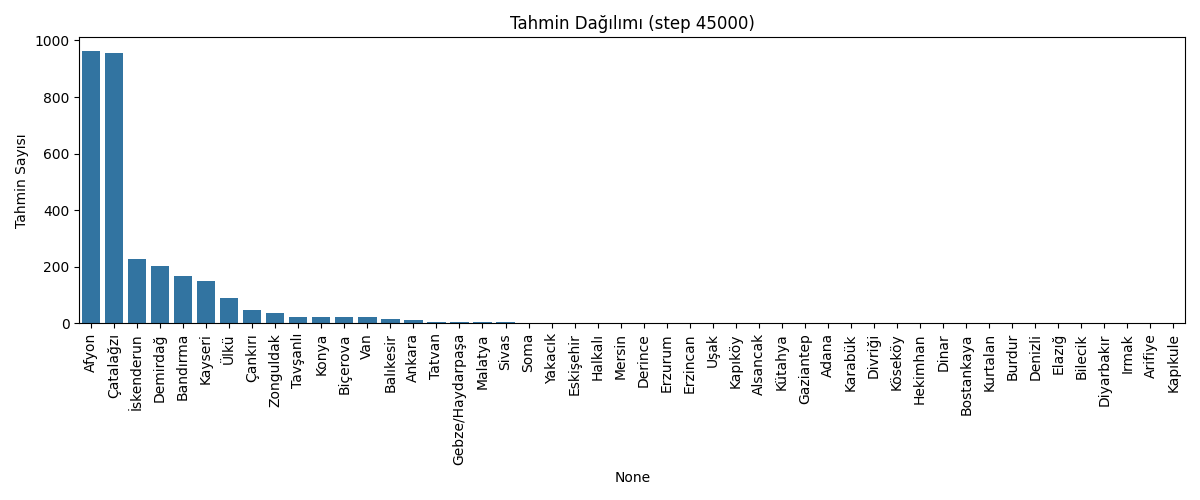 Tahmin Dağılımı (step 45000)
Tahmin Sayısı
1000
800
600
400
200
0
Afyon
Çatalağzı
İskenderun
Demirdağ
Bandırma
Kayseri
Ülkü
Çankırı
Zonguldak
Tavşanlı
Konya
Biçerova
Van
Balıkesir
Ankara
Tatvan
Gebze/Haydarpaşa
Malatya
Sivas
Soma
Yakacık
Eskişehir
Halkalı
Mersin
Derince
Erzurum
Erzincan
Uşak
Kapıköy
Alsancak
Kütahya
Gaziantep
Adana
Karabük
Divriği
Köseköy
Hekimhan
Dinar
Bostankaya
Kurtalan
Burdur
Denizli
Elazığ
Bilecik
Diyarbakır
Irmak
Arifiye
Kapıkule
None